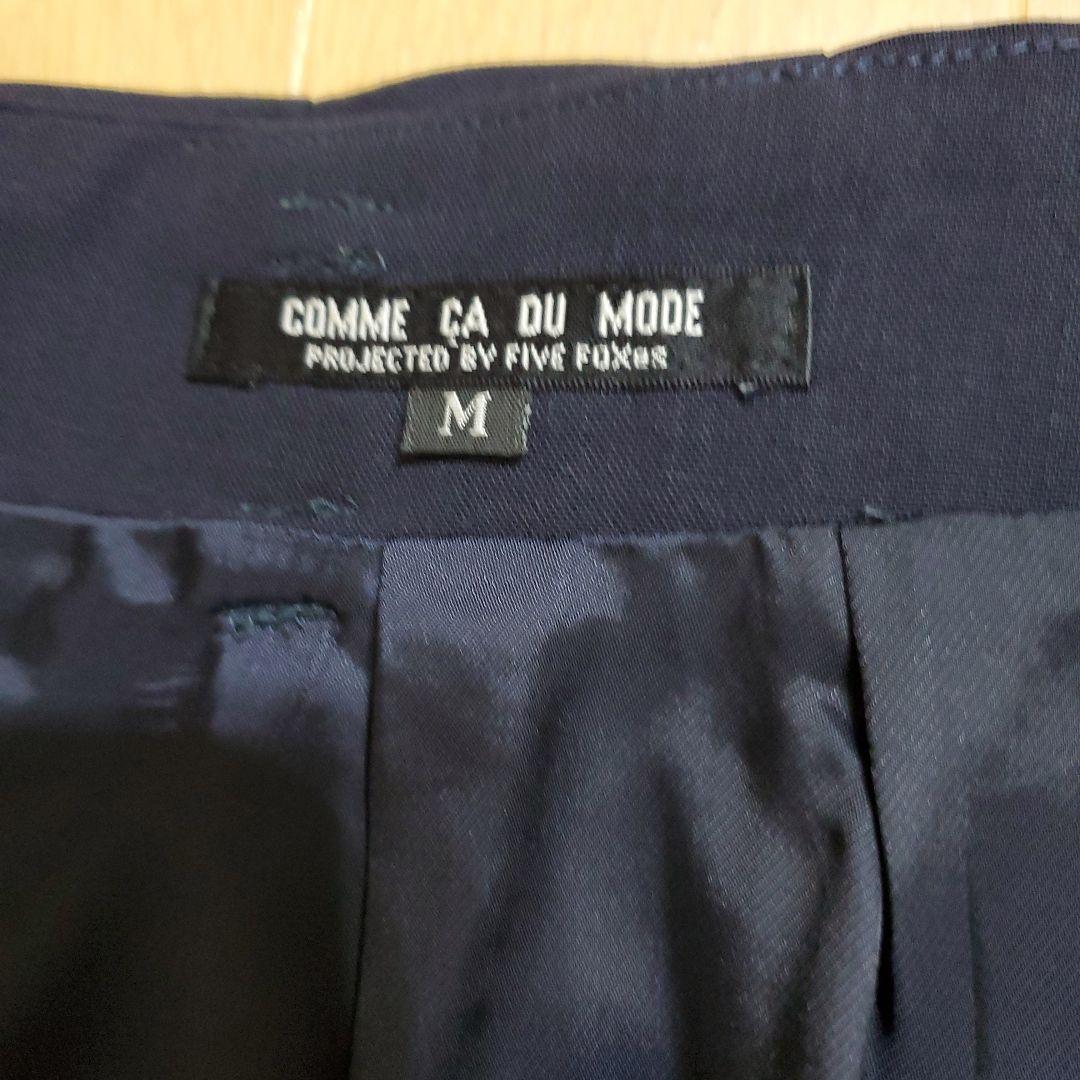 COMME ÇA DU MODE
PROJECTED BY FIVE FOXes
M